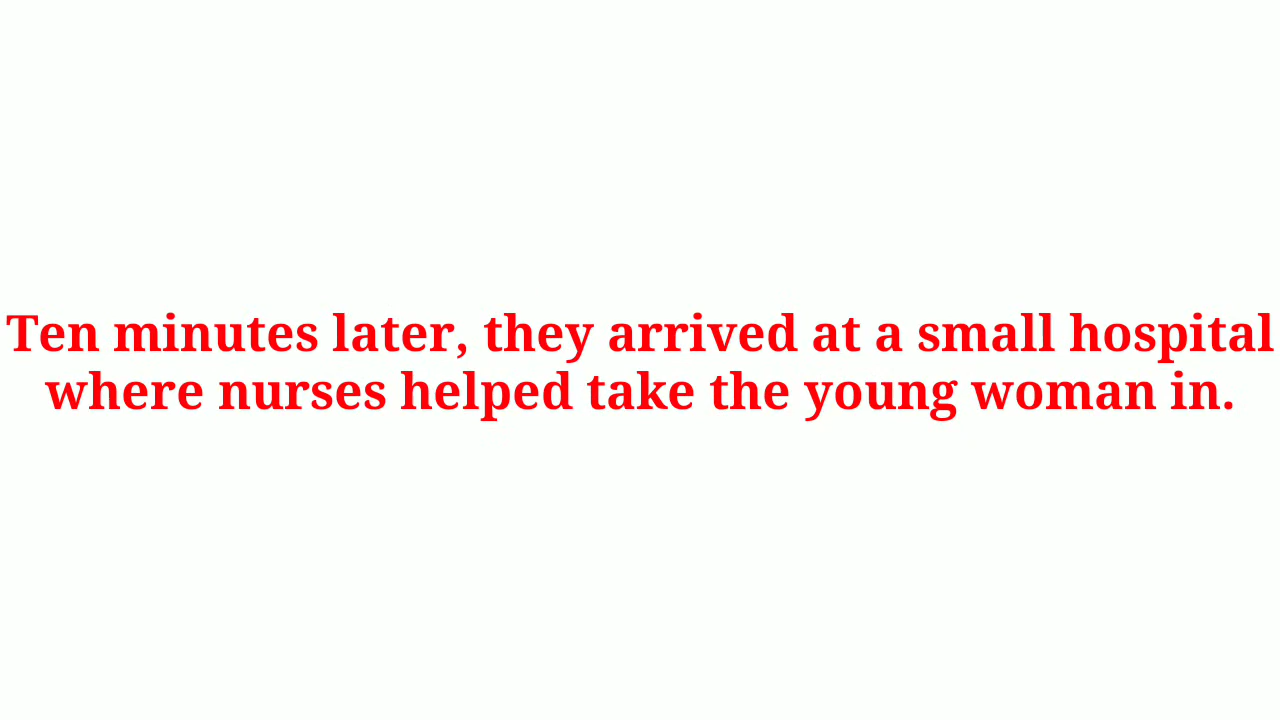 Ten minutes later, they arrived at a small hospital
where nurses helped take the young woman in.